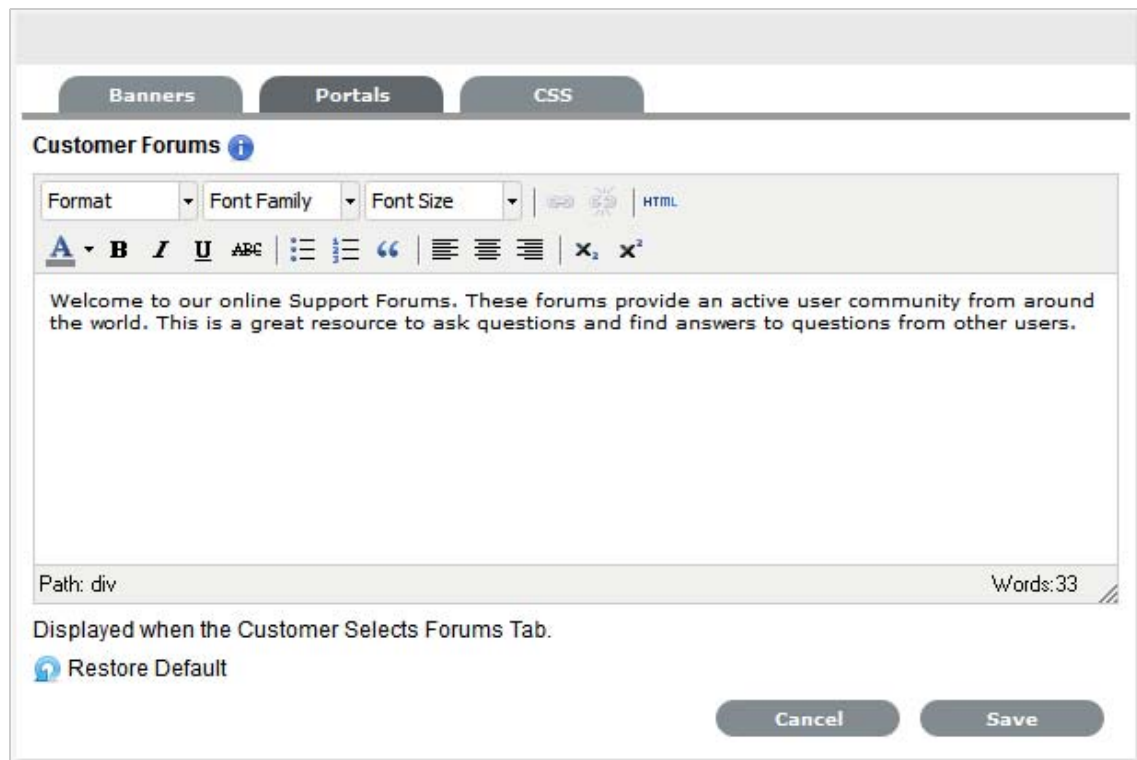 Banners Portals CSS
Customer Forums
Format Font Family Font Size HTML
A B I U ABC X₂ X²
Welcome to our online Support Forums. These forums provide an active user community from around
the world. This is a great resource to ask questions and find answers to questions from other users.
Path: div Words:33
Displayed when the Customer Selects Forums Tab.
Restore Default
Cancel Save